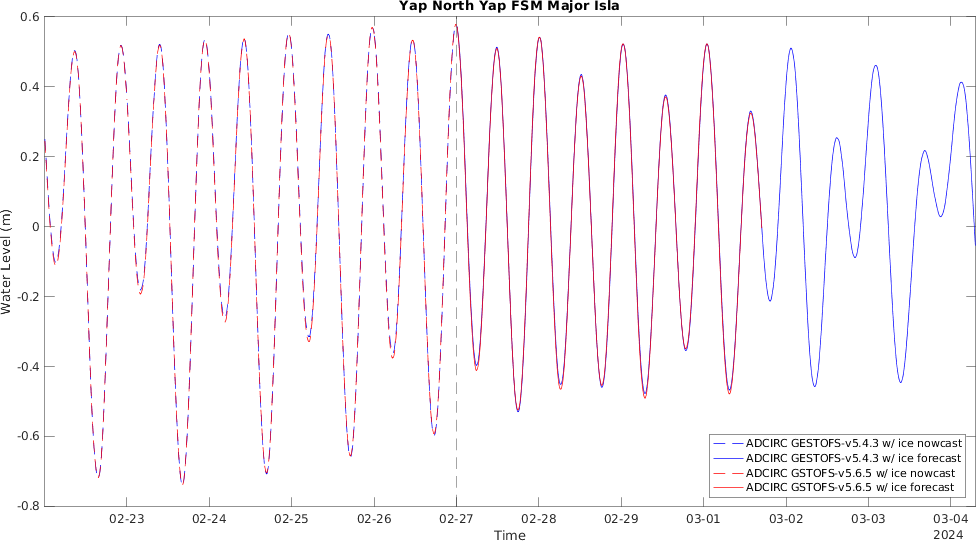 Yap North Yap FSM Major Isla
0.6
0.4
0.2
0
-0.2
-0.4
-0.6
-0.8
Water Level (m)
ADCIRC GESTOFS-v5.4.3 w/ ice nowcast
ADCIRC GESTOFS-v5.4.3 w/ ice forecast
ADCIRC GSTOFS-v5.6.5 w/ ice nowcast
ADCIRC GSTOFS-v5.6.5 w/ ice forecast
02-23 02-24 02-25 02-26 02-27 02-28 02-29 03-01 03-02 03-03 03-04
Time 2024